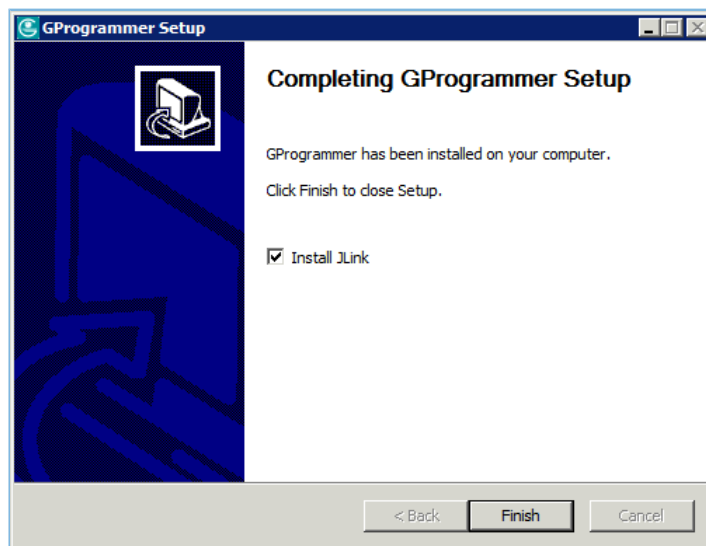 GProgrammer Setup
Completing GProgrammer Setup
GProgrammer has been installed on your computer.
Click Finish to close Setup.
Install JLink
< Back
Finish
Cancel